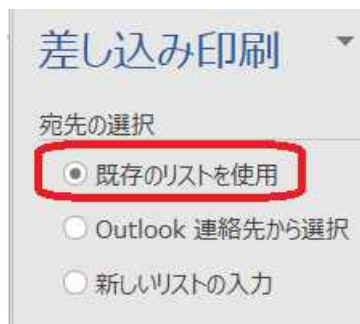 差し込み印刷
宛先の選択
既存のリストを使用
Outlook 連絡先から選択
新しいリストの入力